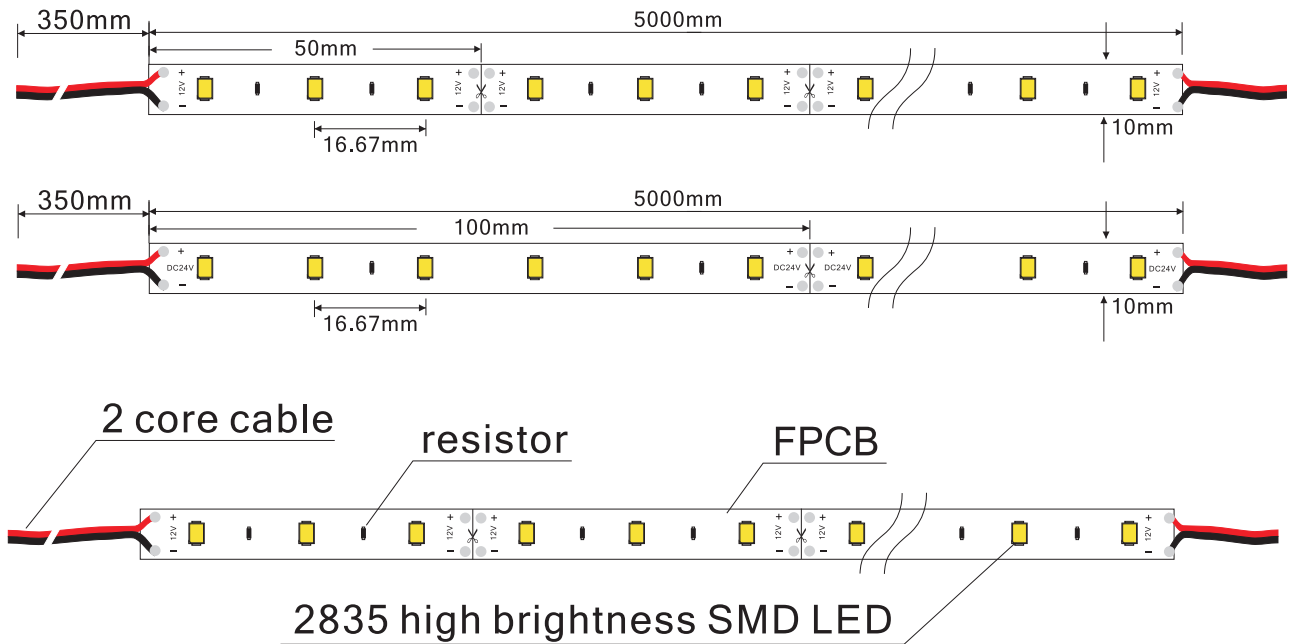 350mm 5000mm
50mm
+ + + + + + +
12V 12V 12V 12V 12V 12V
- - - - - -
16.67mm 10mm
350mm 5000mm
100mm
+ + + +
DC24V DC24V DC24V DC24V
- - - -
16.67mm 10mm
2 core cable resistor FPCB
+ + + + + +
12V 12V 12V 12V 12V 12V
- - - - - -
2835 high brightness SMD LED